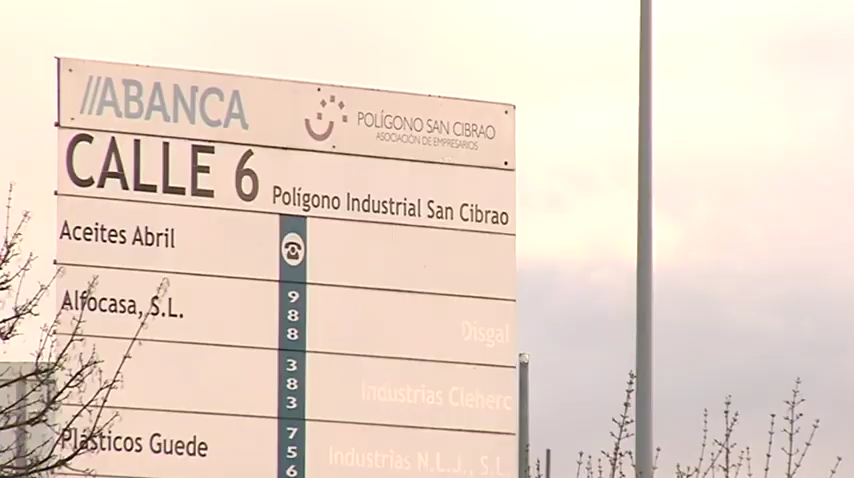 //ABANCA
POLÍGONO SAN CIBRAO
ASOCIACIÓN DE EMPRESARIOS
CALLE 6
Polígono Industrial San Cibrao
Aceites Abril
Alfocasa, S.L.
Disgal
Industrias Cleherc
Plásticos Guede
Industrias N.L.J., S.L.
988
383
756